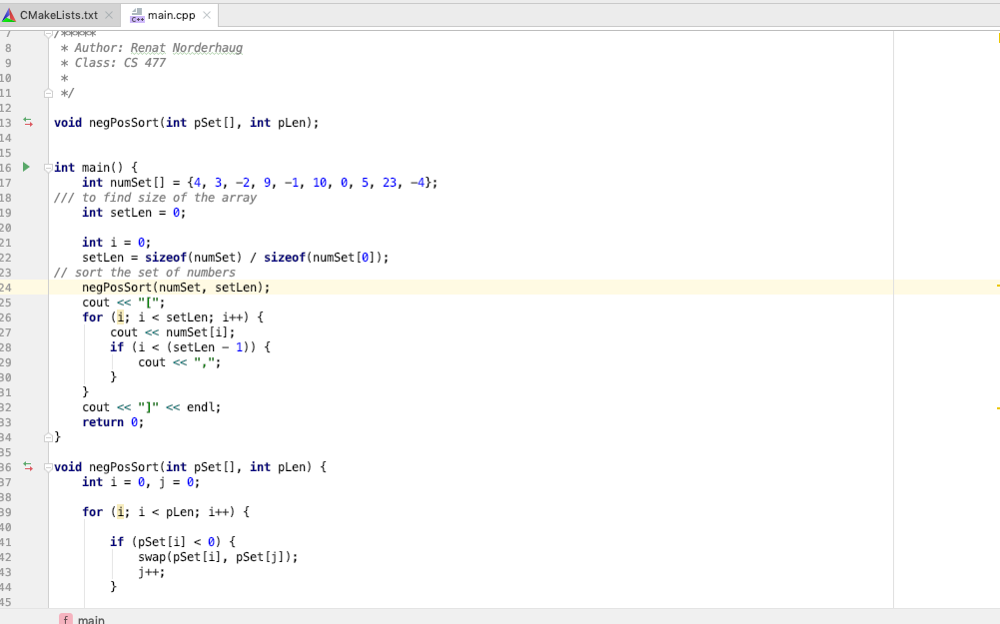 CMakeLists.txt × main.cpp ×
7 /*****
8 * Author: Renat Norderhaug
9 * Class: CS 477
10 *
11 */
12
13 void negPosSort(int pSet[], int pLen);
14
15
16 int main() {
17 int numSet[] = {4, 3, -2, 9, -1, 10, 0, 5, 23, -4};
18 /// to find size of the array
19 int setLen = 0;
20
21 int i = 0;
22 setLen = sizeof(numSet) / sizeof(numSet[0]);
23 // sort the set of numbers
24 negPosSort(numSet, setLen);
25 cout << "[";
26 for (i; i < setLen; i++) {
27 cout << numSet[i];
28 if (i < (setLen - 1)) {
29 cout << ",";
30 }
31 }
32 cout << "]" << endl;
33 return 0;
34 }
35
36 void negPosSort(int pSet[], int pLen) {
37 int i = 0, j = 0;
38
39 for (i; i < pLen; i++) {
40
41 if (pSet[i] < 0) {
42 swap(pSet[i], pSet[j]);
43 j++;
44 }
45
f main